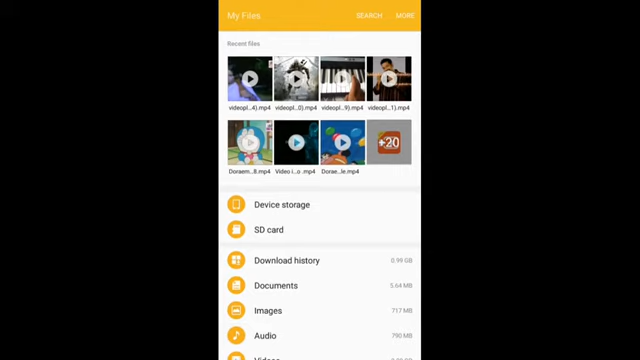 My Files SEARCH MORE
Recent files
videopl...4).mp4 videopl...0).mp4 videopl...9).mp4 videopl...1).mp4
+20
Doraem...8.mp4 Video i...o .mp4 Dorae...le.mp4
Device storage
SD card
Download history 0.99 GB
Documents 5.64 MB
Images 717 MB
Audio 790 MB